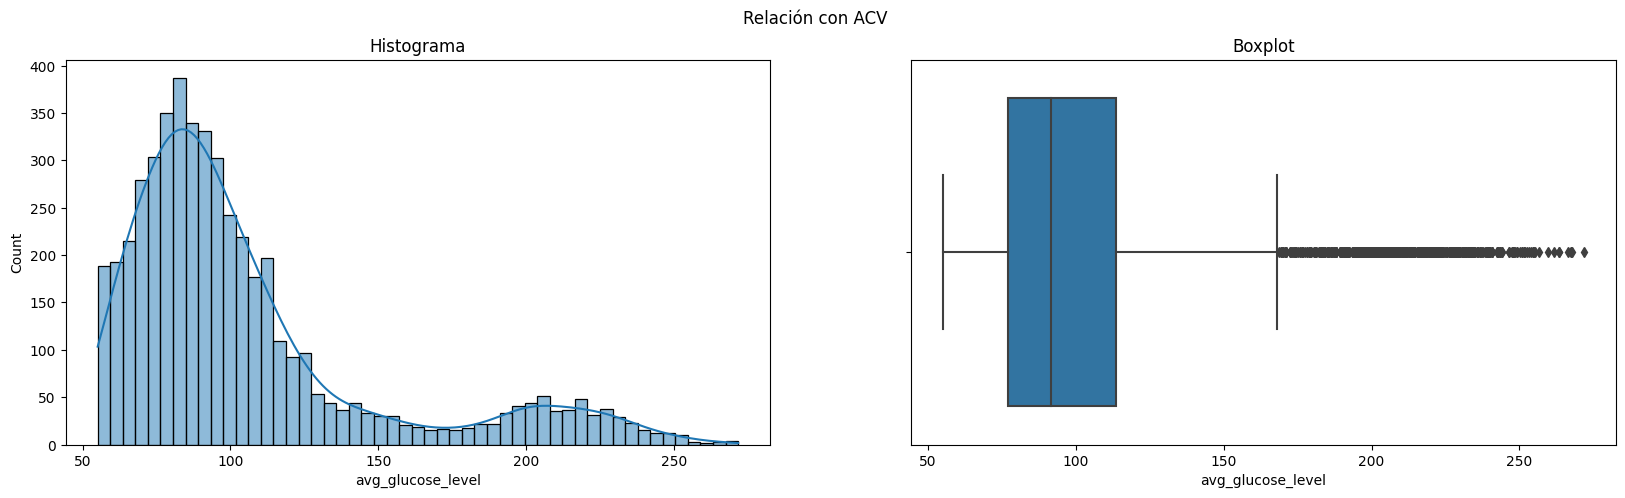 Relación con ACV
Histograma
400
350
300
250
200
150
100
50
0
Count
50 100 150 200 250
avg_glucose_level
Boxplot
50 100 150 200 250
avg_glucose_level